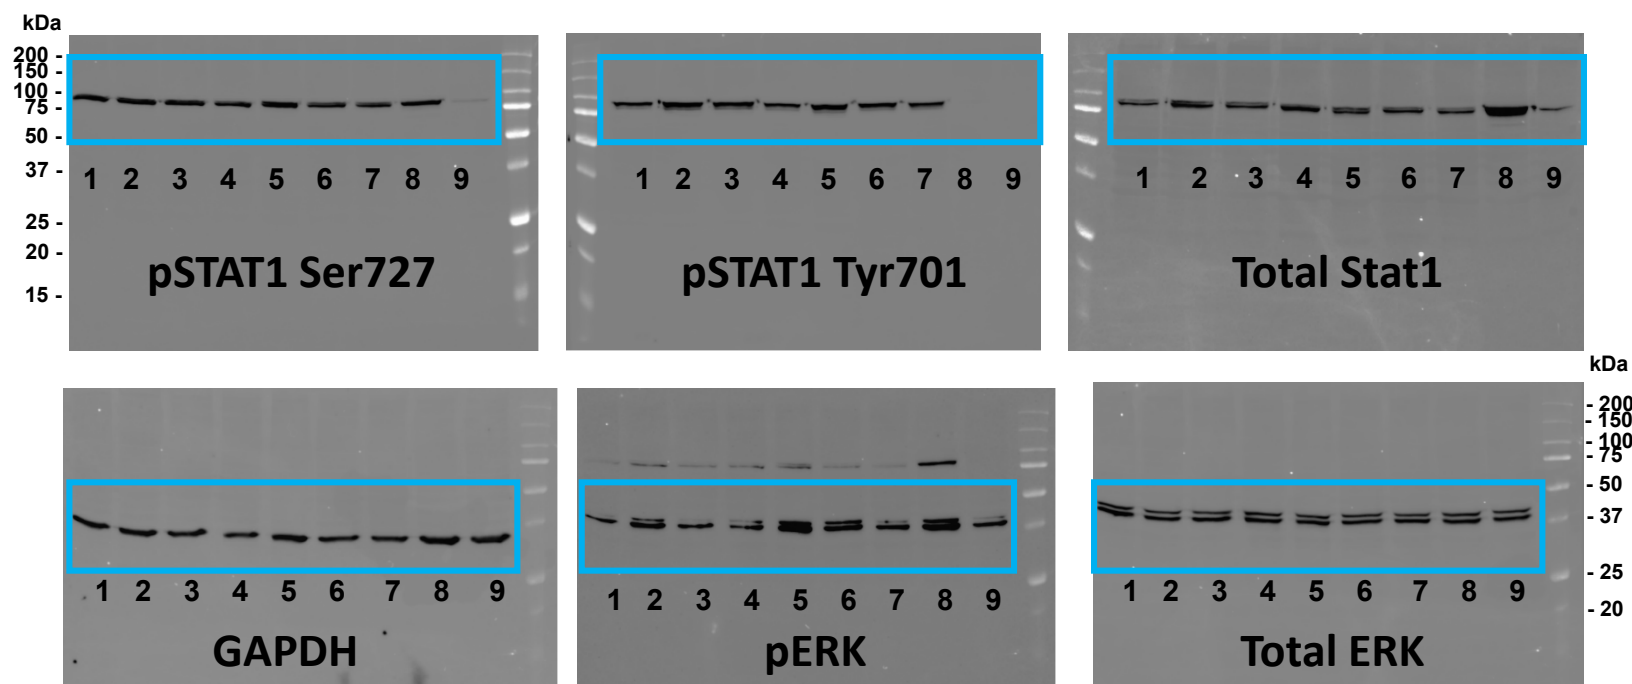 kDa
200 -
150 -
100 -
75 -
50 -
37 -
25 -
20 -
15 -
1 2 3 4 5 6 7 8 9
pSTAT1 Ser727
1 2 3 4 5 6 7 8 9
pSTAT1 Tyr701
1 2 3 4 5 6 7 8 9
Total Stat1
1 2 3 4 5 6 7 8 9
GAPDH
1 2 3 4 5 6 7 8 9
pERK
1 2 3 4 5 6 7 8 9
Total ERK
kDa
- 200
- 150
- 100
- 75
- 50
- 37
- 25
- 20